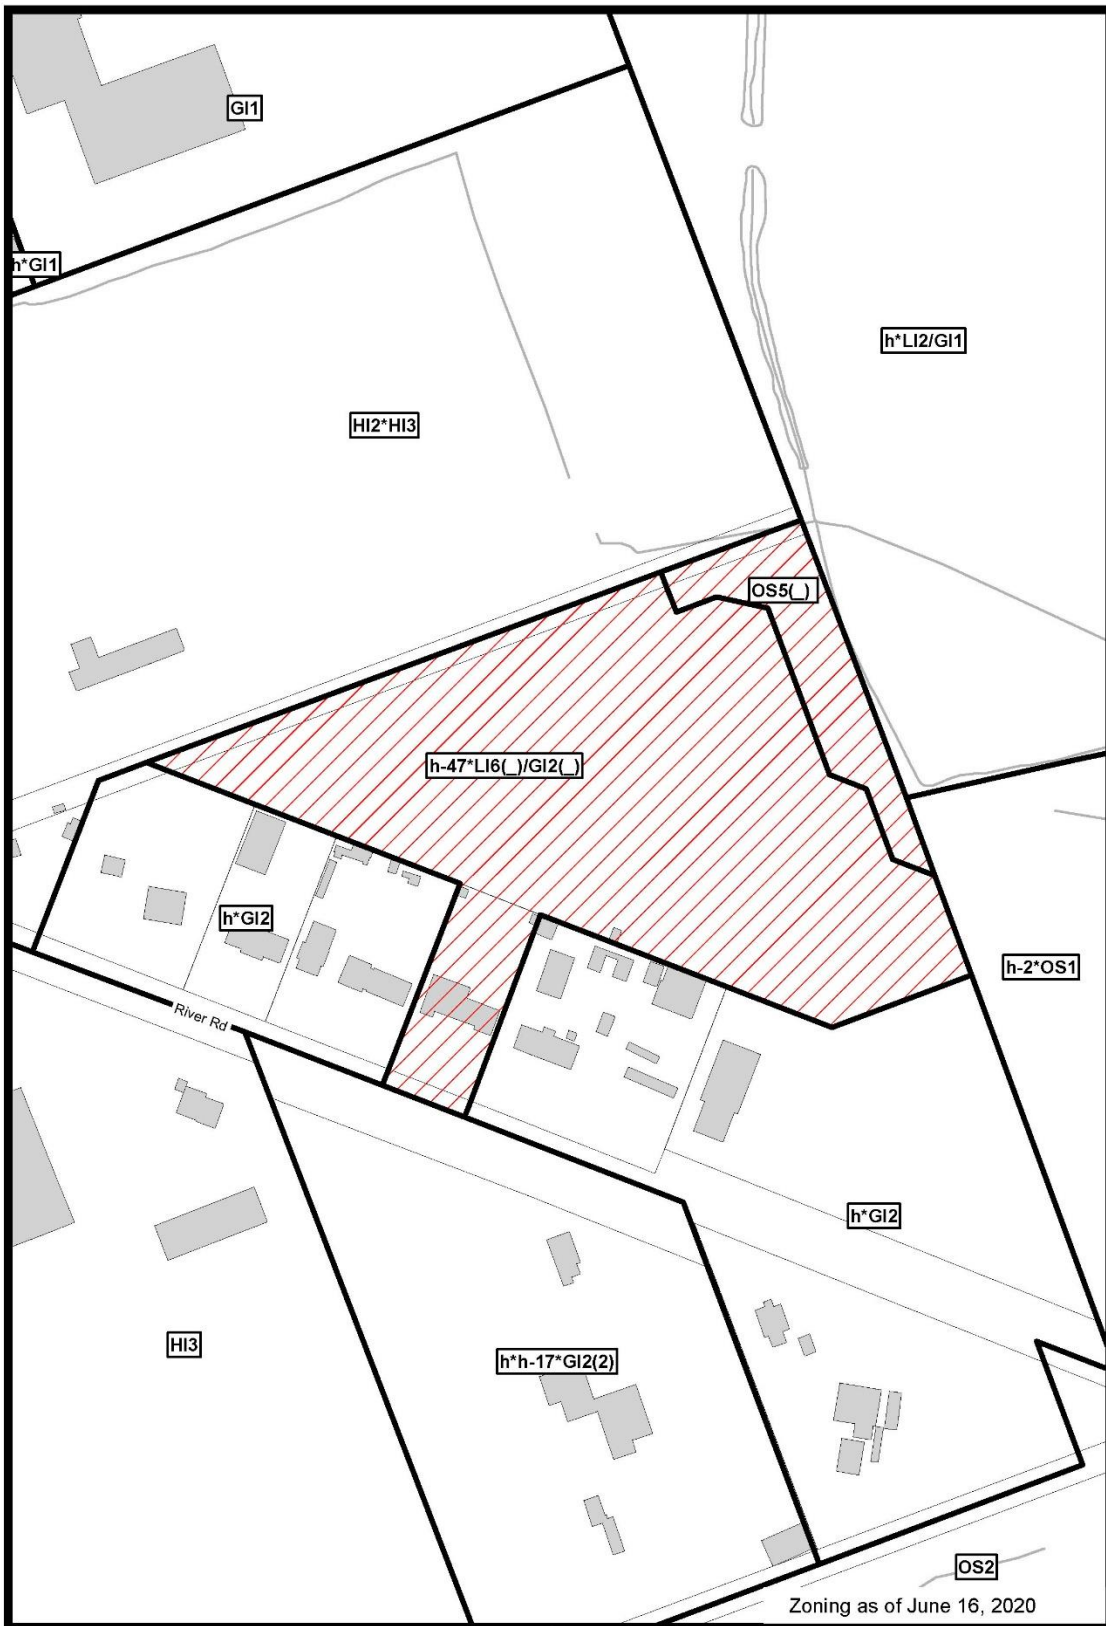 GI1
h*GI1
h*LI2/GI1
HI2*HI3
OS5(_)
h-47*LI6(_)/GI2(_)
h*GI2
h-2*OS1
River Rd
h*GI2
HI3
h*h-17*GI2(2)
OS2
Zoning as of June 16, 2020